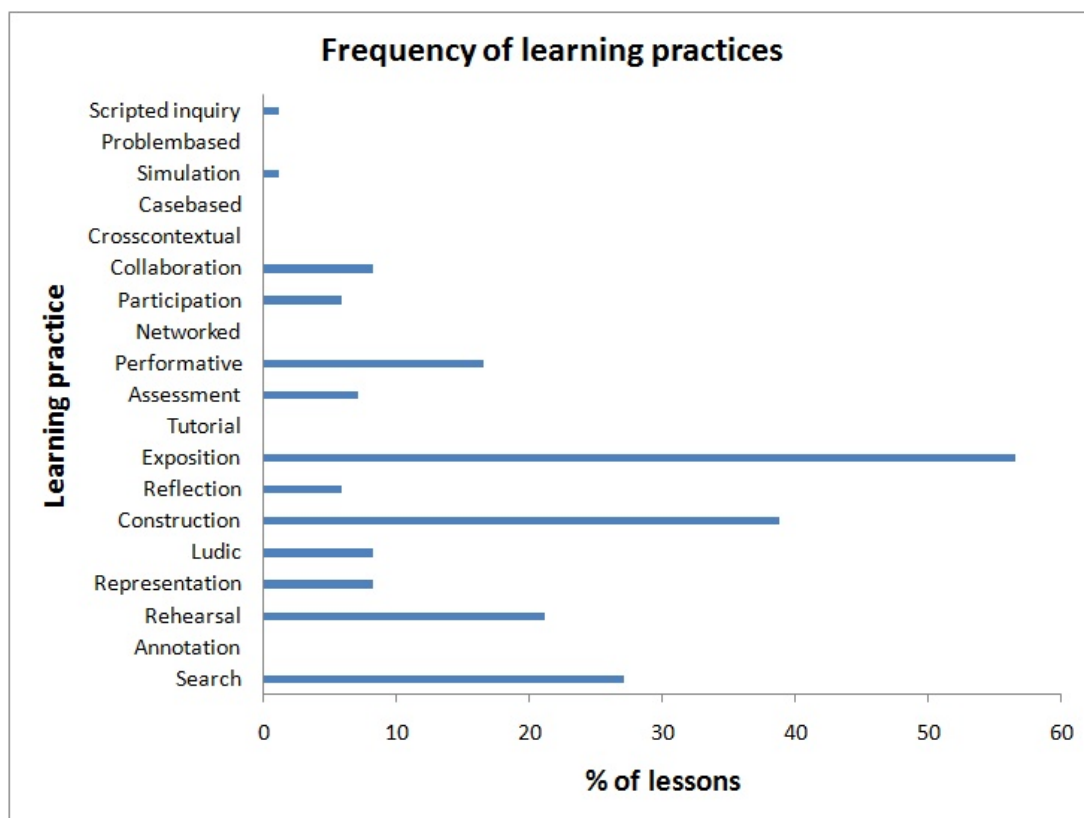 Frequency of learning practices
Learning practice
Scripted inquiry
Problembased
Simulation
Casebased
Crosscontextual
Collaboration
Participation
Networked
Performative
Assessment
Tutorial
Exposition
Reflection
Construction
Ludic
Representation
Rehearsal
Annotation
Search
0 10 20 30 40 50 60
% of lessons